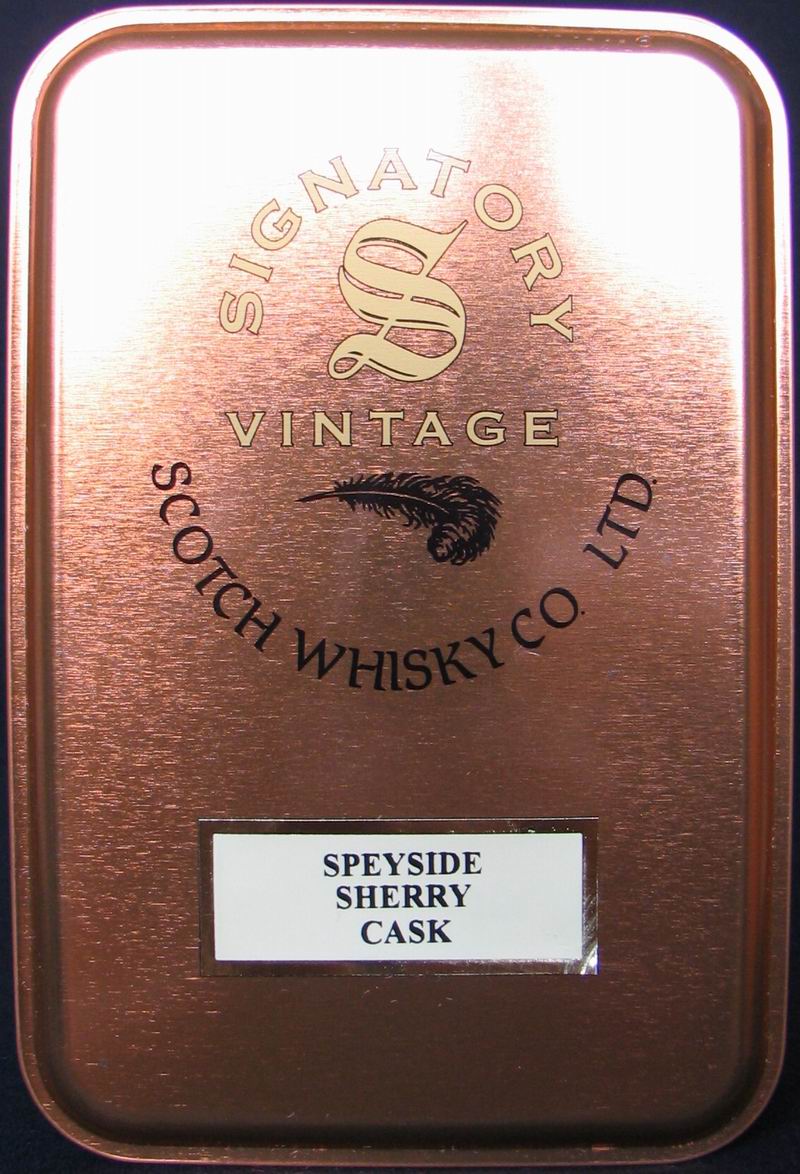 SIGNATORY
S
VINTAGE
SCOTCH WHISKY CO. LTD.
SPEYSIDE
SHERRY
CASK